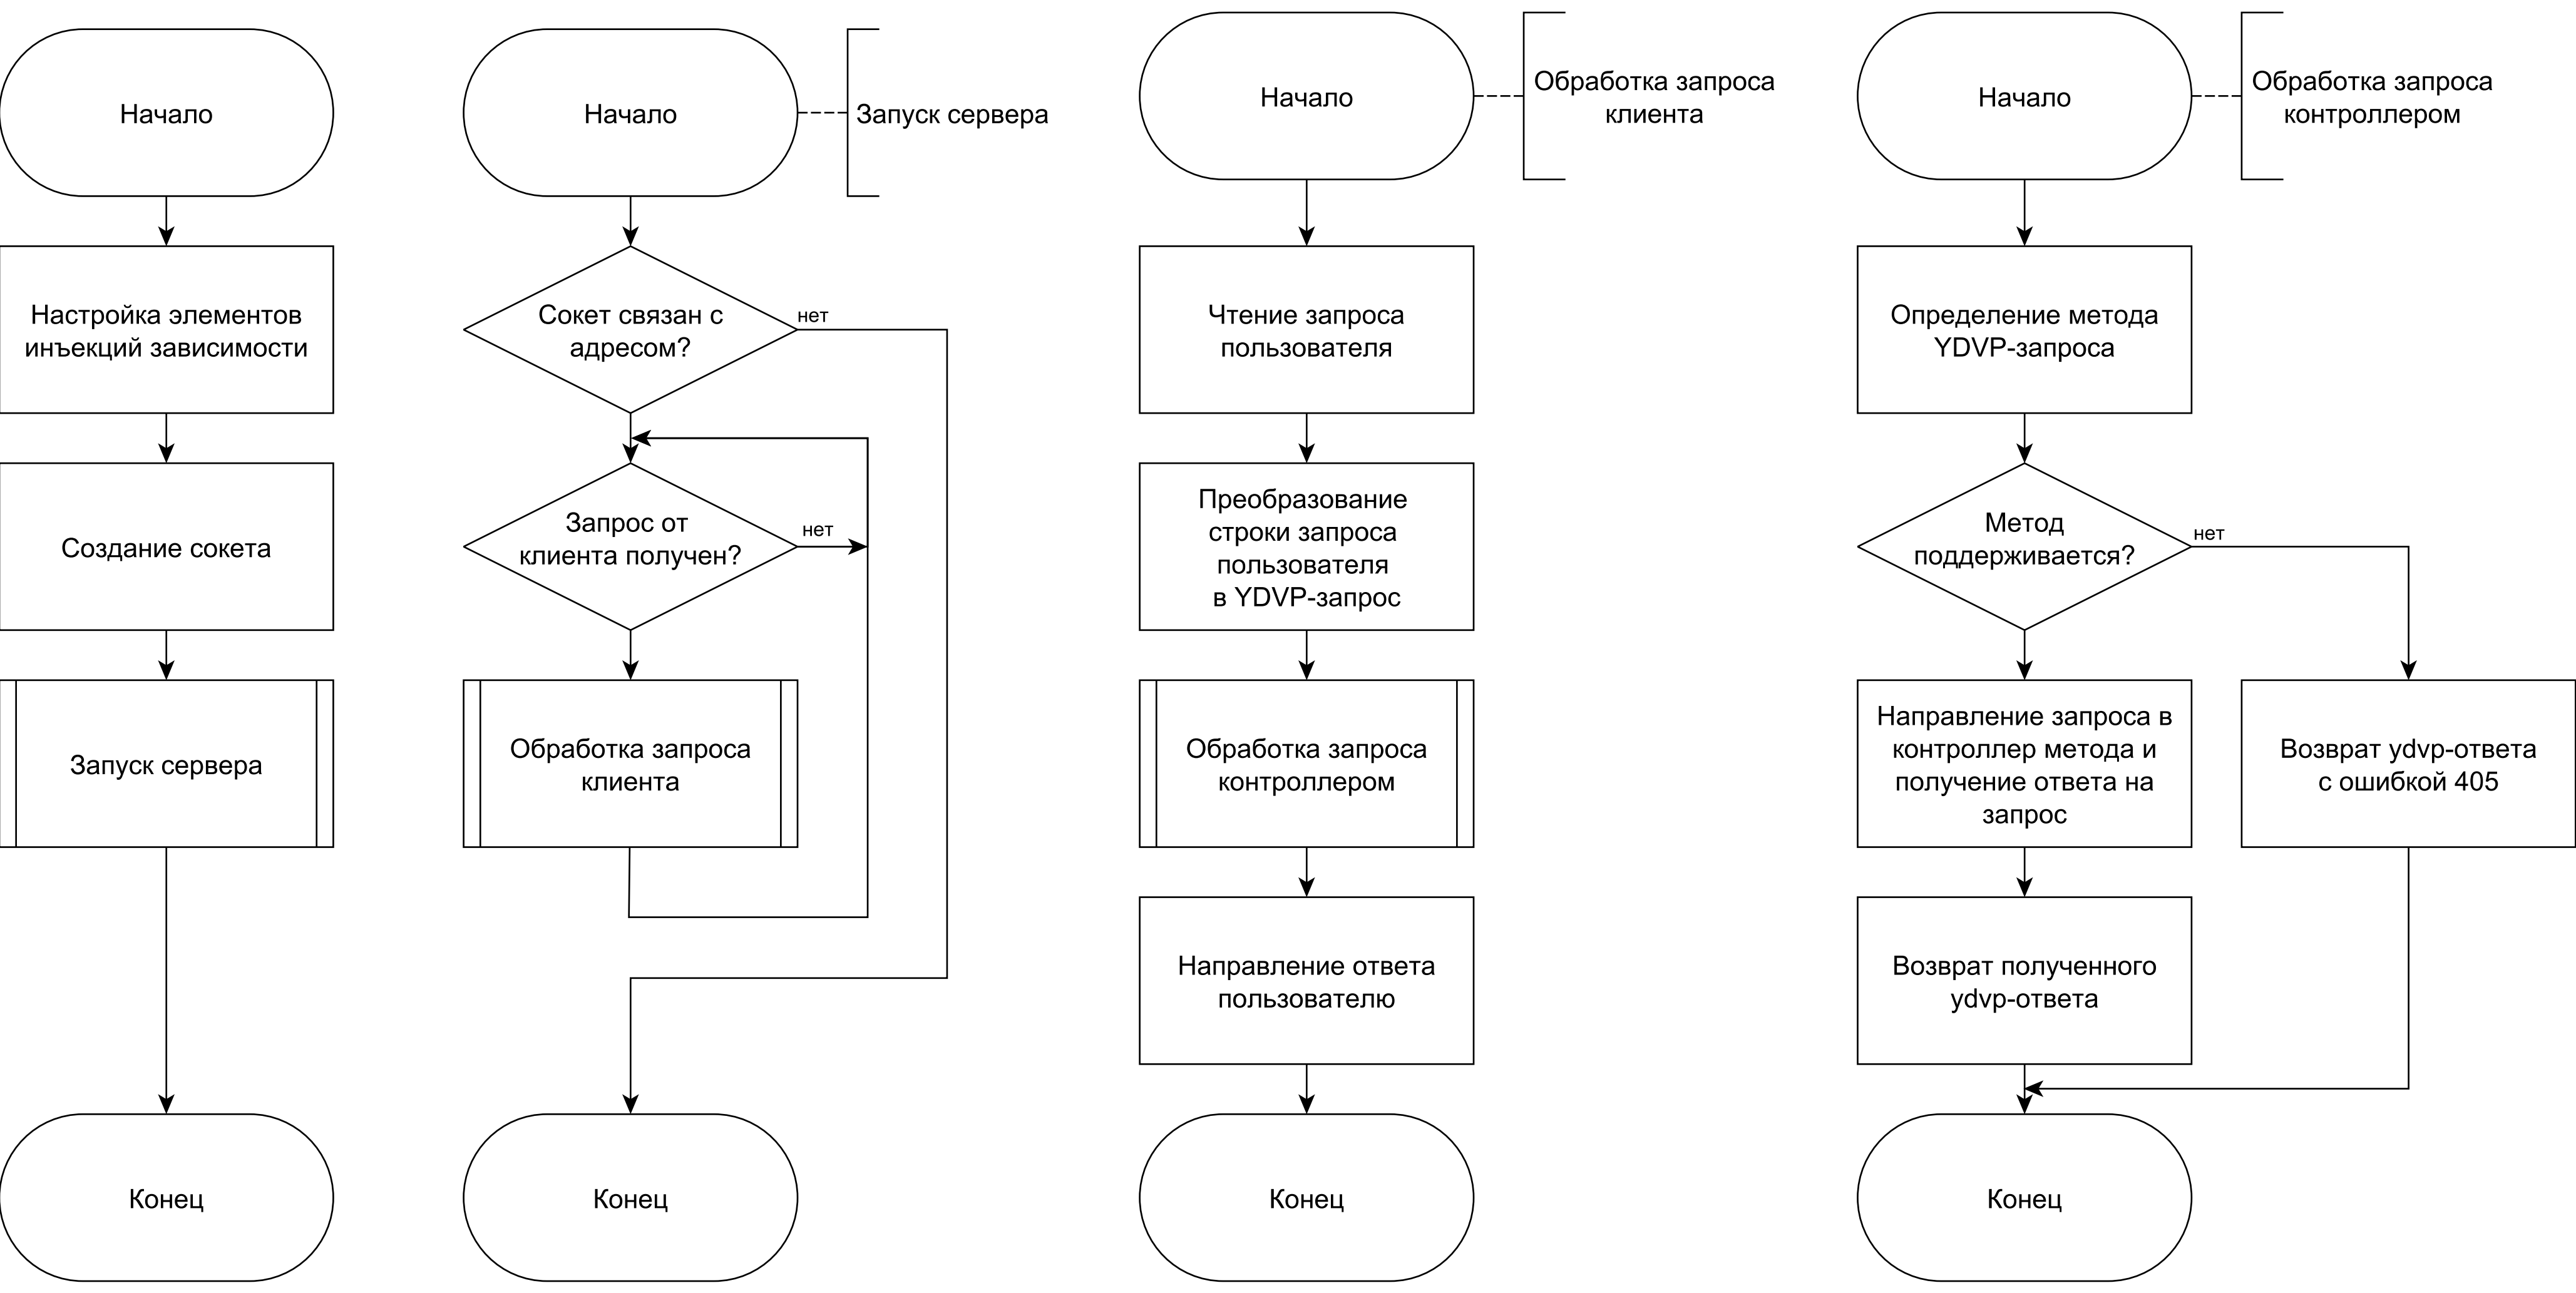 Начало
Настройка элементов
инъекций зависимости
Создание сокета
Запуск сервера
Конец
Начало
Запуск сервера
Сокет связан с
адресом?
нет
Запрос от
клиента получен?
нет
Обработка запроса
клиента
Конец
Начало
Обработка запроса
клиента
Чтение запроса
пользователя
Преобразование
строки запроса
пользователя
в YDVP-запрос
Обработка запроса
контроллером
Направление ответа
пользователю
Конец
Начало
Обработка запроса
контроллером
Определение метода
YDVP-запроса
Метод
поддерживается?
нет
Направление запроса в
контроллер метода и
получение ответа на
запрос
Возврат ydvp-ответа
с ошибкой 405
Возврат полученного
ydvp-ответа
Конец